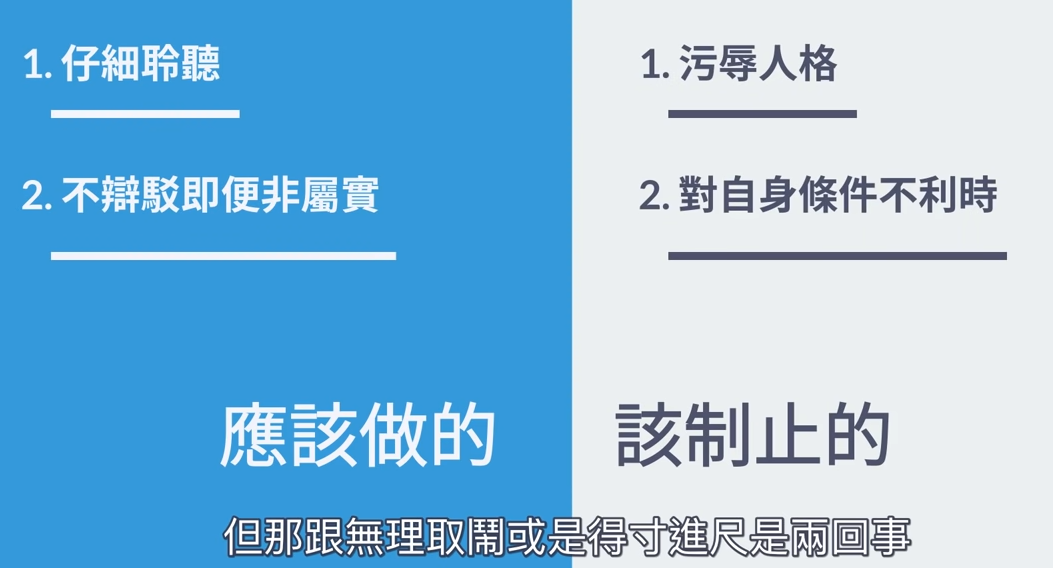 1. 仔細聆聽
2. 不辯駁即便非屬實
應該做的
1. 污辱人格
2. 對自身條件不利時
該制止的
但那跟無理取鬧或是得寸進尺是兩回事